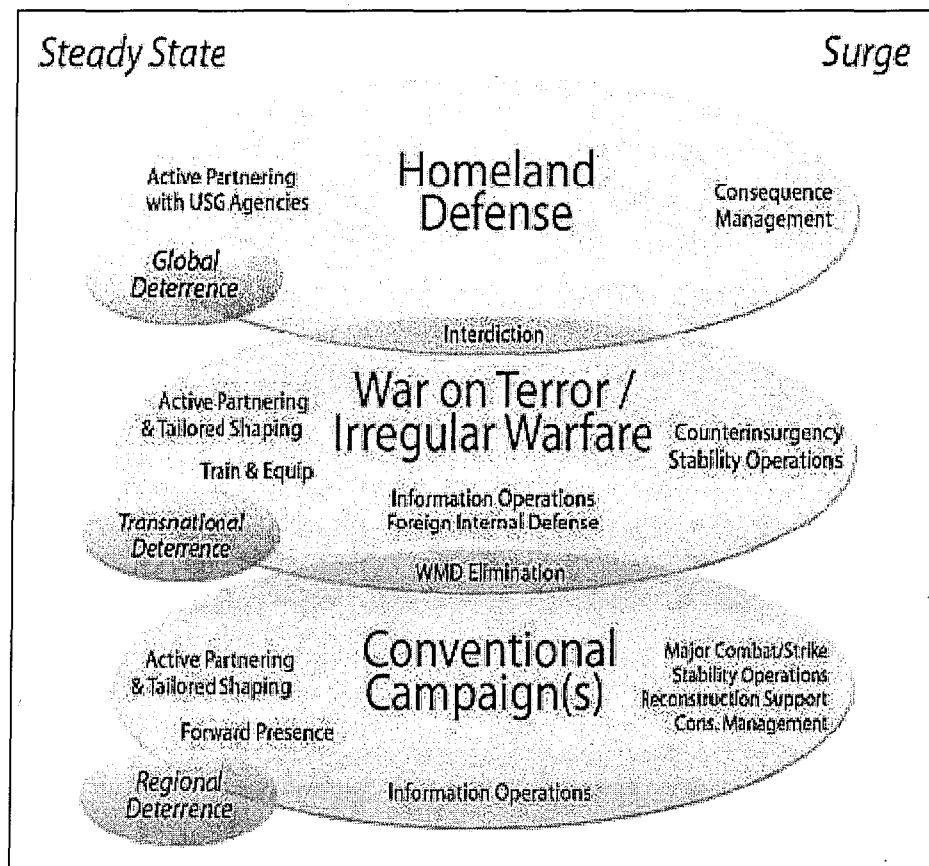 Steady State
Surge
Homeland
Defense
Active Partnering
with USG Agencies
Consequence
Management
Global
Deterrence
Interdiction
War on Terror /
Irregular Warfare
Active Partnering
& Tailored Shaping
Train & Equip
Counterinsurgency
Stability Operations
Information Operations
Foreign Internal Defense
Transnational
Deterrence
WMD Elimination
Conventional
Campaign(s)
Active Partnering
& Tailored Shaping
Forward Presence
Major Combat/Strike
Stability Operations
Reconstruction Support
Cons. Management
Regional
Deterrence
Information Operations